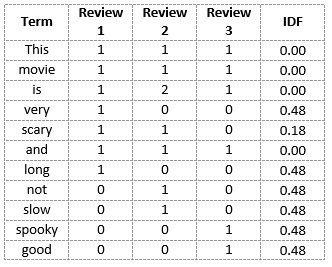 Term Review 1 Review 2 Review 3 IDF
This 1 1 1 0.00
movie 1 1 1 0.00
is 1 2 1 0.00
very 1 0 0 0.48
scary 1 1 0 0.18
and 1 1 1 0.00
long 1 0 0 0.48
not 0 1 0 0.48
slow 0 1 0 0.48
spooky 0 0 1 0.48
good 0 0 1 0.48